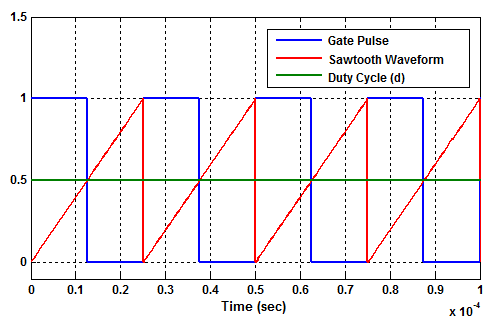 1.5
Gate Pulse
Sawtooth Waveform
Duty Cycle (d)
1
0.5
0
0 0.1 0.2 0.3 0.4 0.5 0.6 0.7 0.8 0.9 1
Time (sec)
x 10⁻⁴